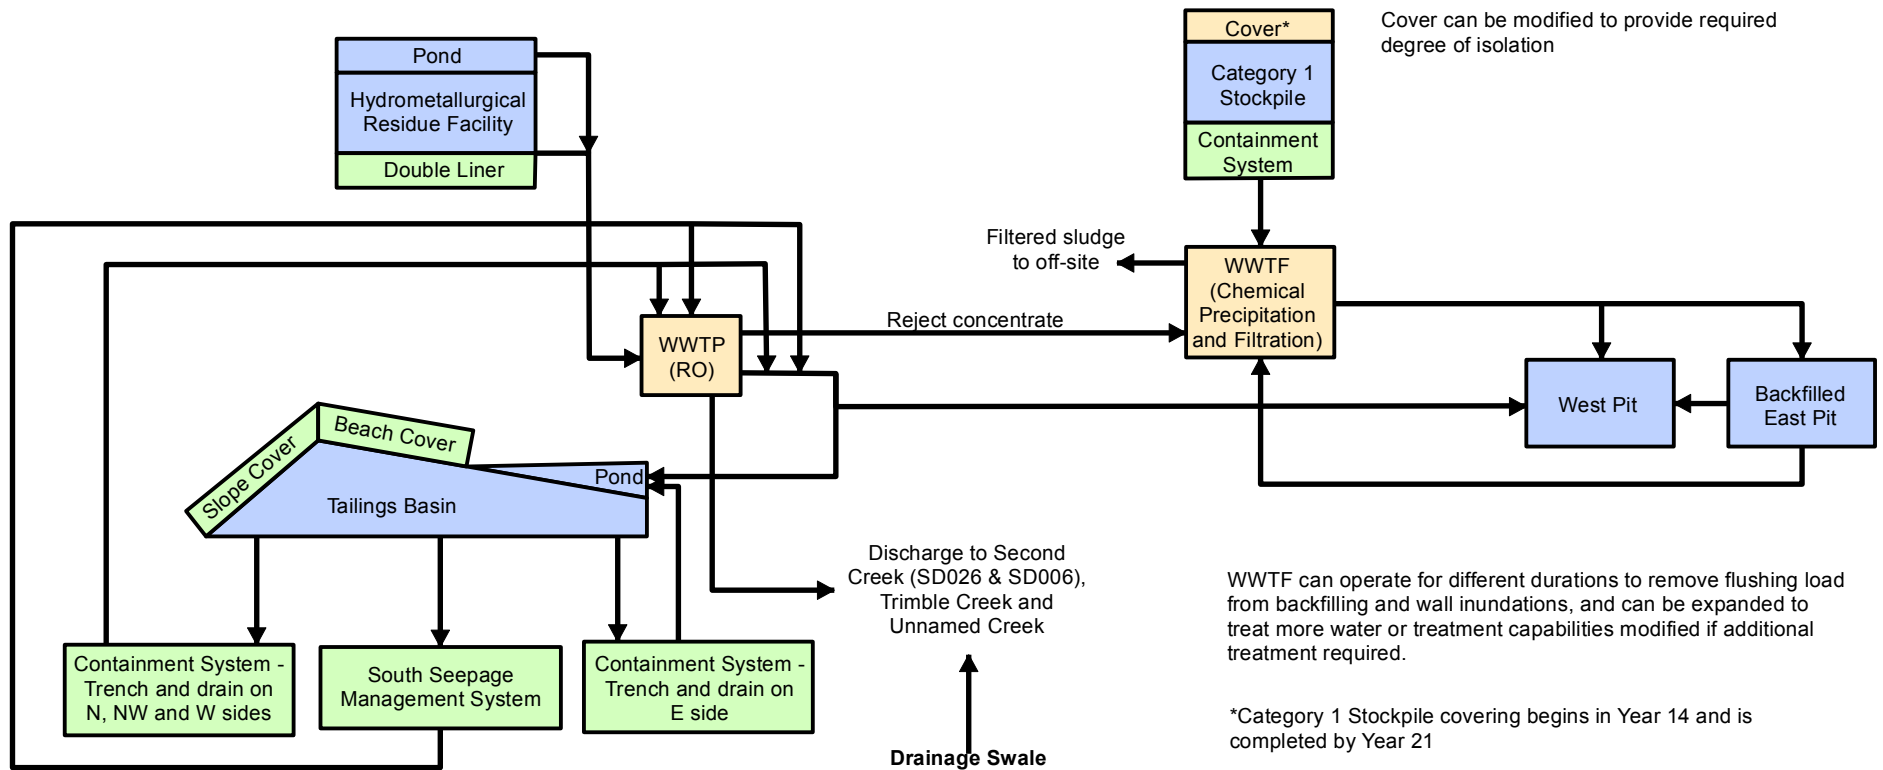 Cover*
Category 1
Stockpile
Containment
System
Cover can be modified to provide required
degree of isolation
Pond
Hydrometallurgical
Residue Facility
Double Liner
Filtered sludge
to off-site
WWTF
(Chemical
Precipitation
and Filtration)
Reject concentrate
WWTP
(RO)
West Pit
Backfilled
East Pit
Slope Cover
Beach Cover
Pond
Tailings Basin
Discharge to Second
Creek (SD026 & SD006),
Trimble Creek and
Unnamed Creek
WWTF can operate for different durations to remove flushing load
from backfilling and wall inundations, and can be expanded to
treat more water or treatment capabilities modified if additional
treatment required.
Containment System -
Trench and drain on
N, NW and W sides
South Seepage
Management System
Containment System -
Trench and drain on
E side
*Category 1 Stockpile covering begins in Year 14 and is
completed by Year 21
Drainage Swale